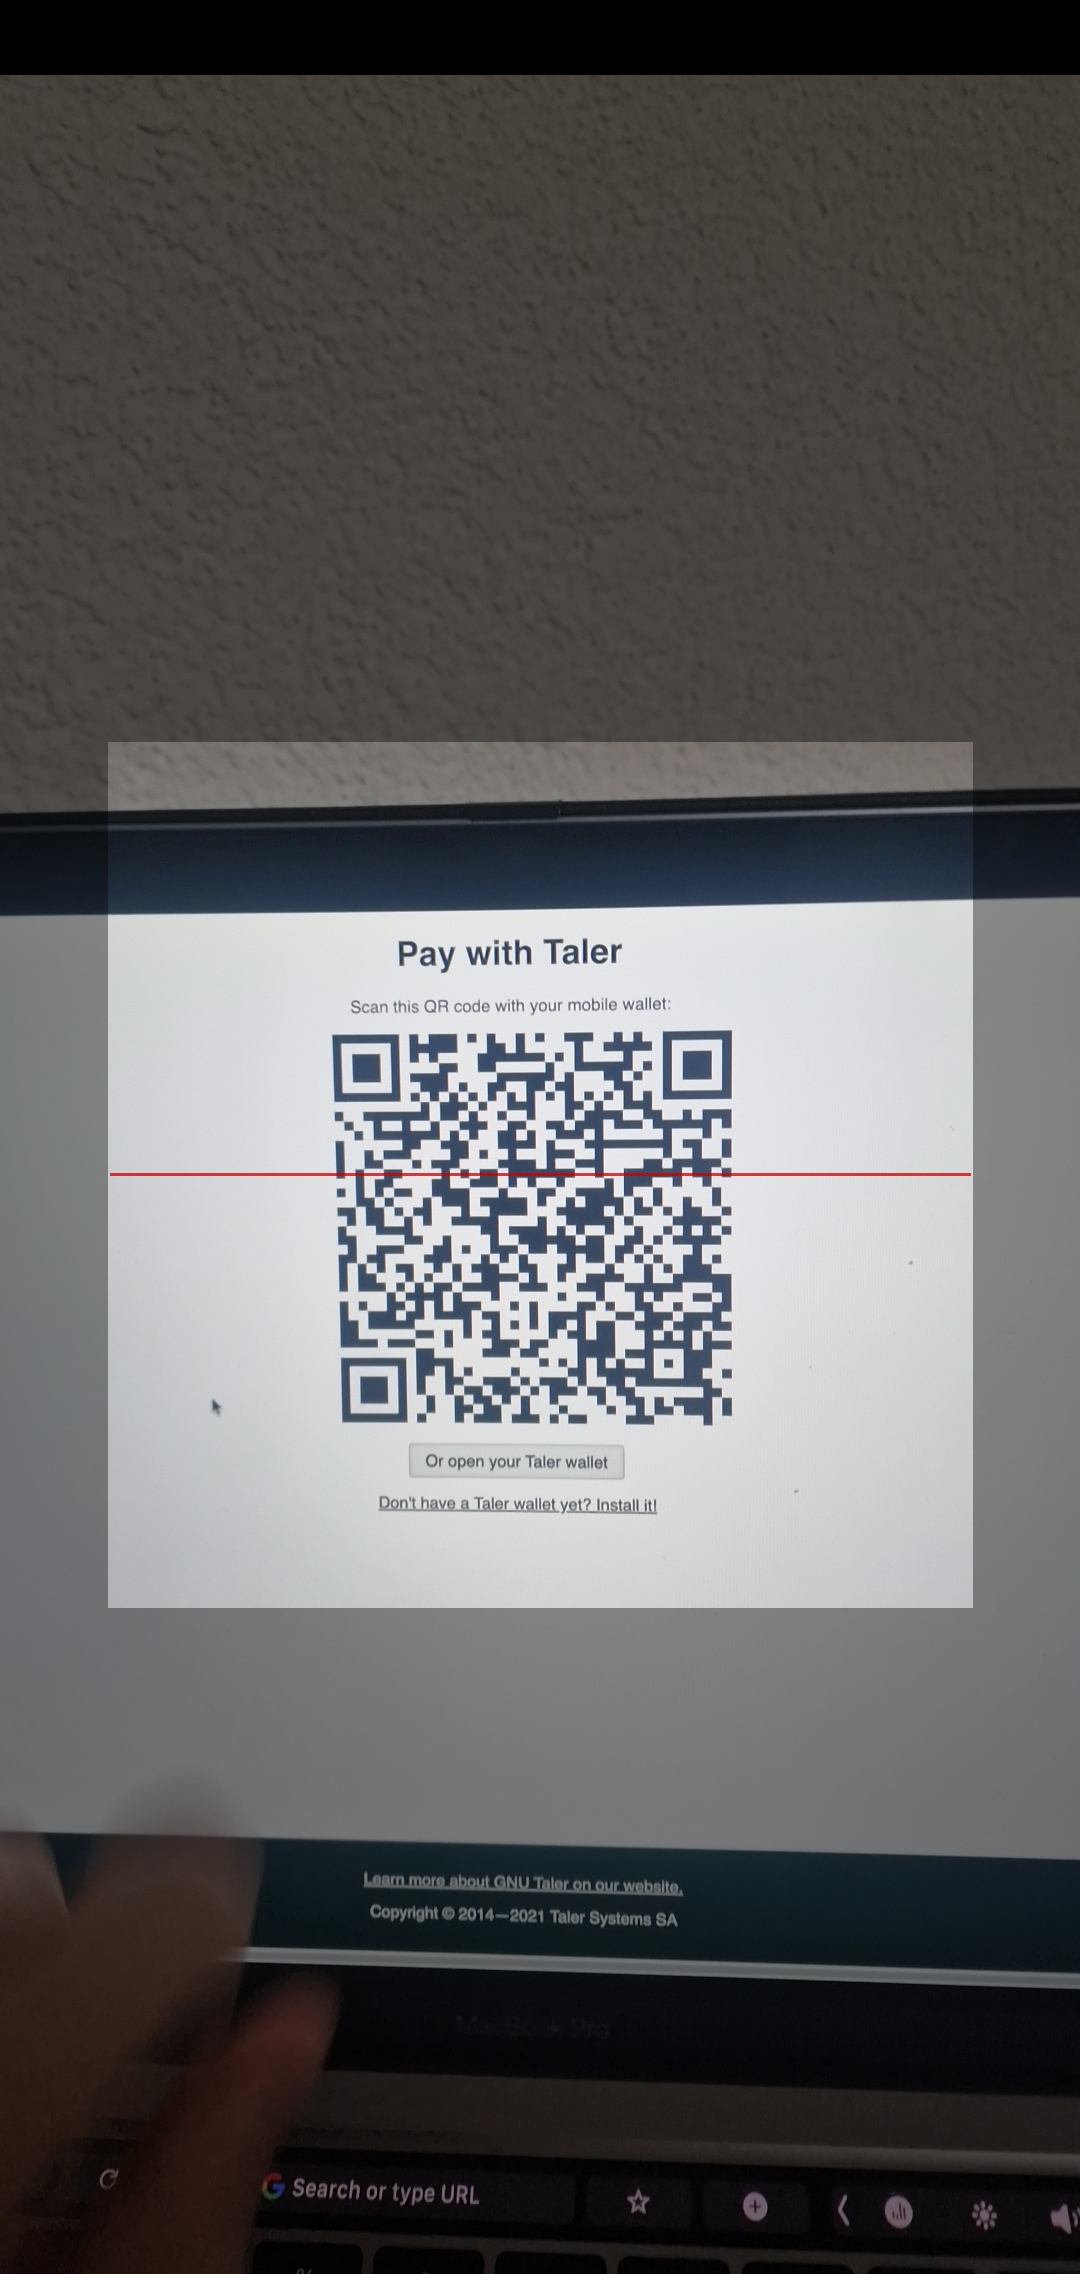 Pay with Taler
Scan this QR code with your mobile wallet:
Or open your Taler wallet
Don't have a Taler wallet yet? Install it!
Learn more about GNU Taler on our website.
Copyright © 2014—2021 Taler Systems SA
MacBook Pro
Search or type URL